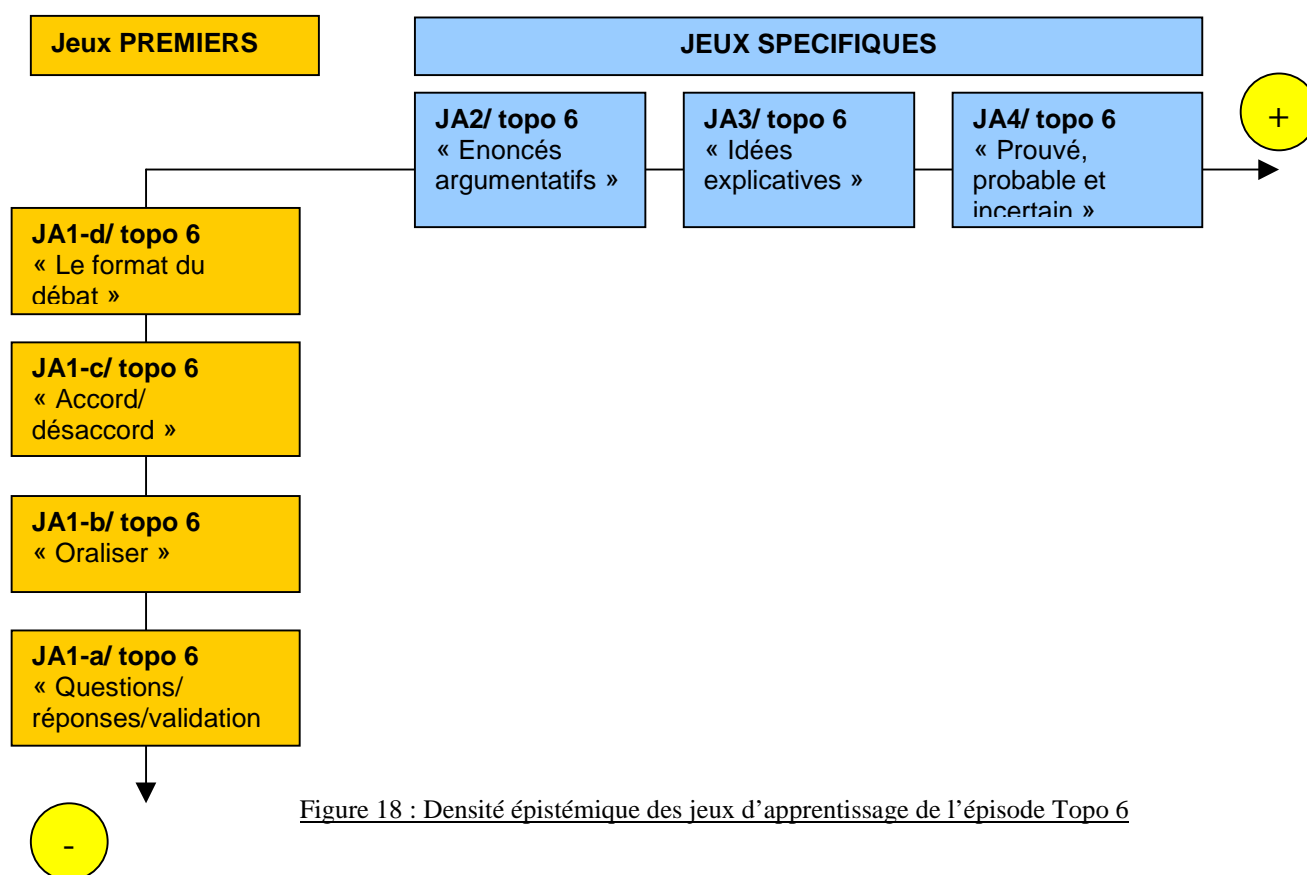 Jeux PREMIERS
JEUX SPECIFIQUES
JA2/ topo 6
« Enoncés
argumentatifs »
JA3/ topo 6
« Idées
explicatives »
JA4/ topo 6
« Prouvé,
probable et
incertain »
+
JA1-d/ topo 6
« Le format du
débat »
JA1-c/ topo 6
« Accord/
désaccord »
JA1-b/ topo 6
« Oraliser »
JA1-a/ topo 6
« Questions/
réponses/validation
-
Figure 18 : Densité épistémique des jeux d’apprentissage de l’épisode Topo 6